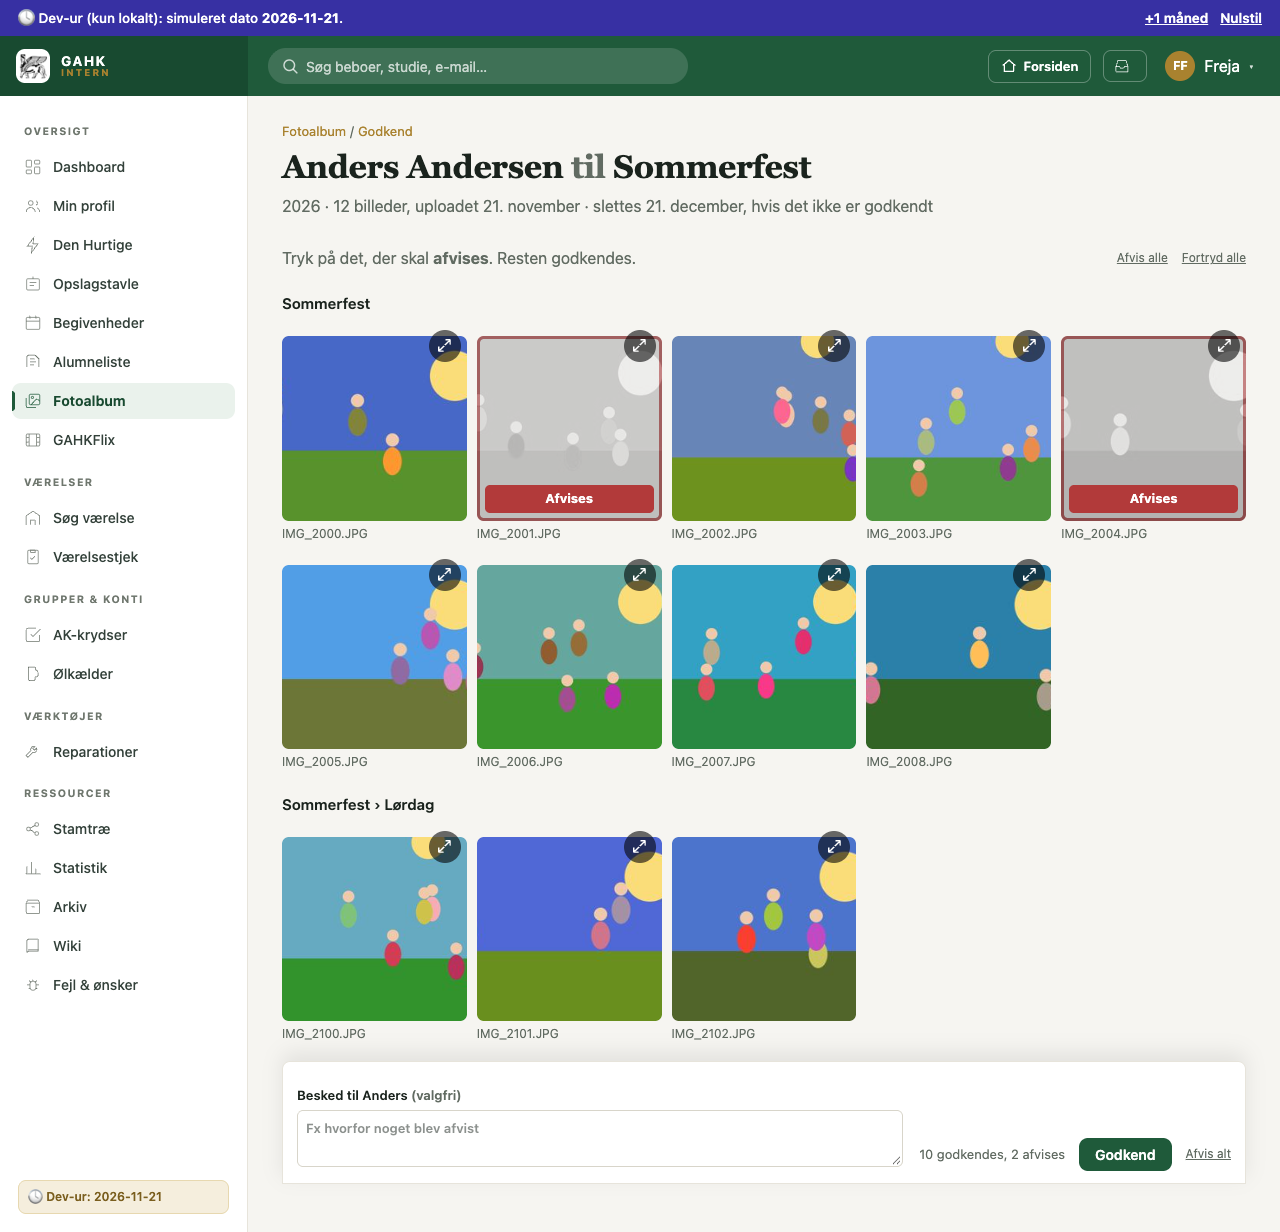 Dev-ur (kun lokalt): simuleret dato 2026-11-21.
+1 måned Nulstil
GAHK
INTERN
Søg beboer, studie, e-mail...
Forsiden
FF Freja
OVERSIGT
Dashboard
Min profil
Den Hurtige
Opslagstavle
Begivenheder
Alumneliste
Fotoalbum
GAHKFlix
VÆRELSER
Søg værelse
Værelsestjek
GRUPPER & KONTI
AK-krydser
Ølkælder
VÆRKTØJER
Reparationer
RESSOURCER
Stamtræ
Statistik
Arkiv
Wiki
Fejl & ønsker
Dev-ur: 2026-11-21
Fotoalbum / Godkend
Anders Andersen til Sommerfest
2026 · 12 billeder, uploadet 21. november · slettes 21. december, hvis det ikke er godkendt
Tryk på det, der skal afvises. Resten godkendes.
Afvis alle Fortryd alle
Sommerfest
Afvises
Afvises
IMG_2000.JPG IMG_2001.JPG IMG_2002.JPG IMG_2003.JPG IMG_2004.JPG
IMG_2005.JPG IMG_2006.JPG IMG_2007.JPG IMG_2008.JPG
Sommerfest › Lørdag
IMG_2100.JPG IMG_2101.JPG IMG_2102.JPG
Besked til Anders (valgfri)
Fx hvorfor noget blev afvist
10 godkendes, 2 afvises
Godkend
Afvis alt